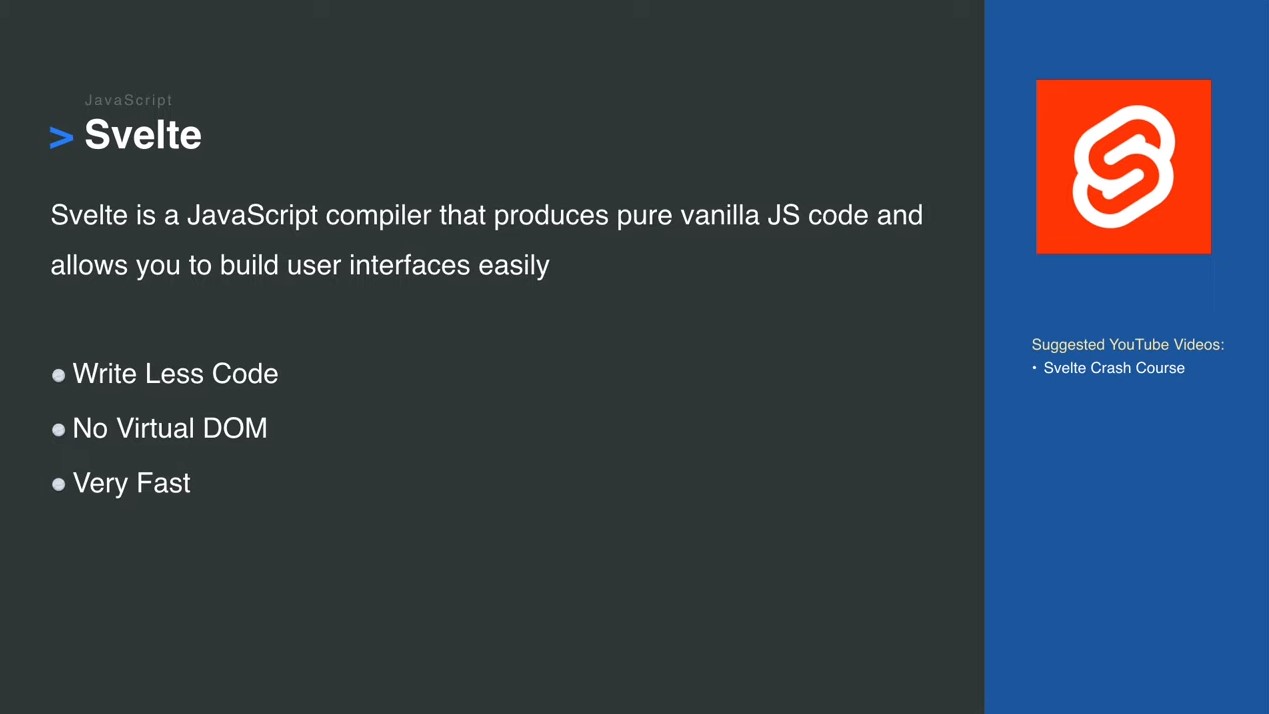 JavaScript
> Svelte
Svelte is a JavaScript compiler that produces pure vanilla JS code and
allows you to build user interfaces easily
Write Less Code
No Virtual DOM
Very Fast
Suggested YouTube Videos:
• Svelte Crash Course